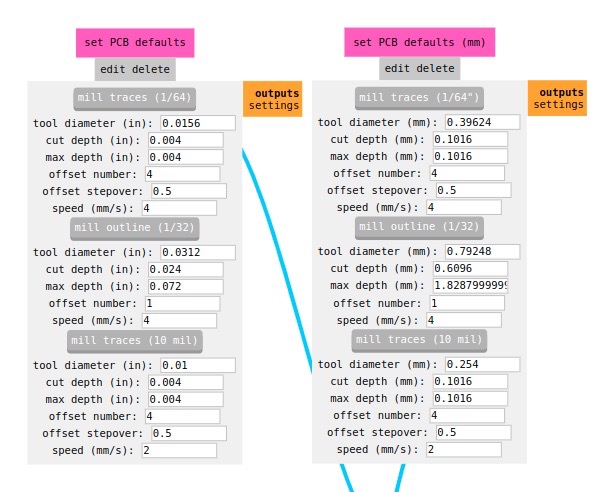 set PCB defaults
edit delete
outputs
settings
mill traces (1/64)
tool diameter (in): 0.0156
cut depth (in): 0.004
max depth (in): 0.004
offset number: 4
offset stepover: 0.5
speed (mm/s): 4
mill outline (1/32)
tool diameter (in): 0.0312
cut depth (in): 0.024
max depth (in): 0.072
offset number: 1
speed (mm/s): 4
mill traces (10 mil)
tool diameter (in): 0.01
cut depth (in): 0.004
max depth (in): 0.004
offset number: 4
offset stepover: 0.5
speed (mm/s): 2
set PCB defaults (mm)
edit delete
outputs
settings
mill traces (1/64")
tool diameter (mm): 0.39624
cut depth (mm): 0.1016
max depth (mm): 0.1016
offset number: 4
offset stepover: 0.5
speed (mm/s): 4
mill outline (1/32)
tool diameter (mm): 0.79248
cut depth (mm): 0.6096
max depth (mm): 1.8287999999
offset number: 1
speed (mm/s): 4
mill traces (10 mil)
tool diameter (mm): 0.254
cut depth (mm): 0.1016
max depth (mm): 0.1016
offset number: 4
offset stepover: 0.5
speed (mm/s): 2